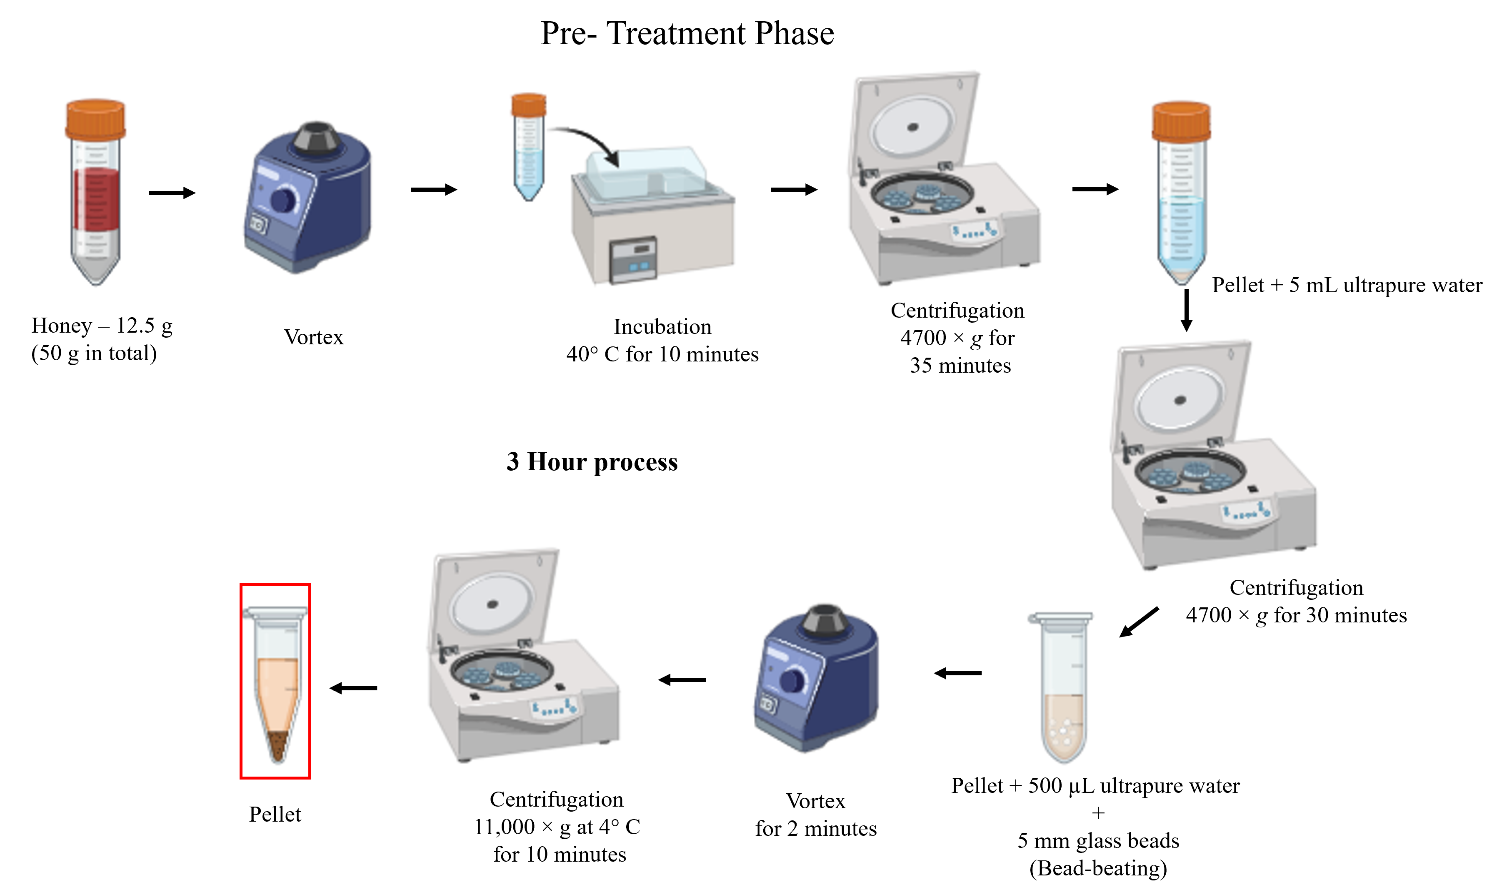 Pre- Treatment Phase
Honey – 12.5 g
(50 g in total)
Vortex
Incubation
40° C for 10 minutes
Centrifugation
4700 × g for
35 minutes
Pellet + 5 mL ultrapure water
Centrifugation
4700 × g for 30 minutes
3 Hour process
Pellet + 500 µL ultrapure water
+
5 mm glass beads
(Bead-beating)
Vortex
for 2 minutes
Centrifugation
11,000 × g at 4° C
for 10 minutes
Pellet